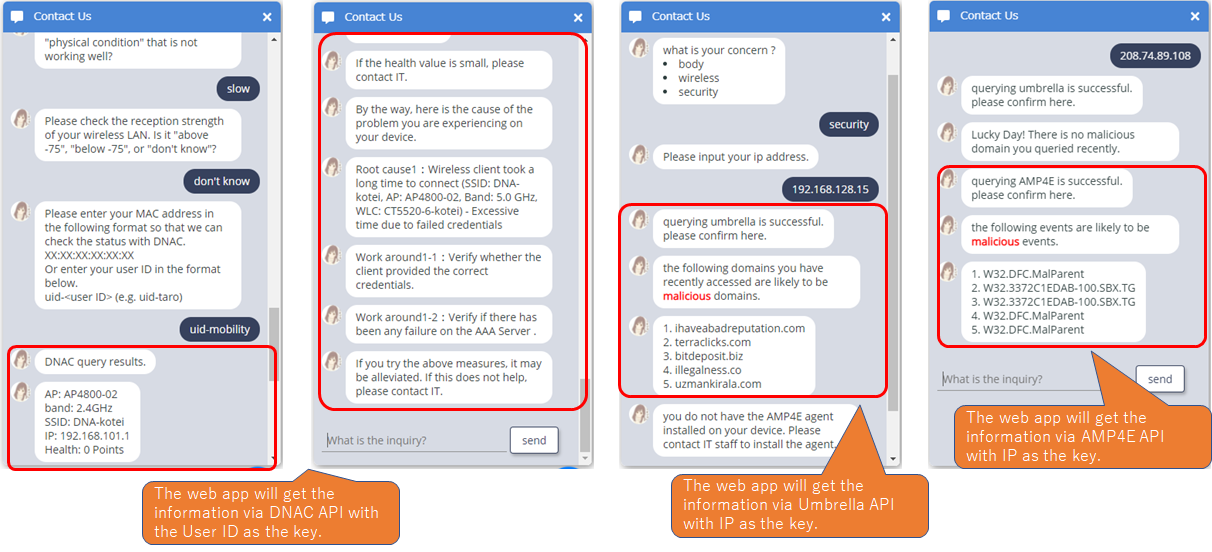 Contact Us
"physical condition" that is not
working well?
slow
Please check the reception strength
of your wireless LAN. Is it "above
-75", "below -75", or "don't know"?
don't know
Please enter your MAC address in
the following format so that we can
check the status with DNAC.
XX:XX:XX:XX:XX:XX
Or enter your user ID in the format
below.
uid-<user ID> (e.g. uid-taro)
uid-mobility
DNAC query results.
AP: AP4800-02
band: 2.4GHz
SSID: DNA-kotei
IP: 192.168.101.1
Health: 0 Points
Contact Us
If the health value is small, please
contact IT.
By the way, here is the cause of the
problem you are experiencing on
your device.
Root cause1：Wireless client took a
long time to connect (SSID: DNA-
kotei, AP: AP4800-02, Band: 5.0 GHz,
WLC: CT5520-6-kotei) - Excessive
time due to failed credentials
Work around1-1：Verify whether the
client provided the correct
credentials.
Work around1-2：Verify if there has
been any failure on the AAA Server .
If you try the above measures, it may
be alleviated. If this does not help,
please contact IT.
What is the inquiry?
send
The web app will get the
information via DNAC API with
the User ID as the key.
Contact Us
what is your concern ?
• body
• wireless
• security
security
Please input your ip address.
192.168.128.15
querying umbrella is successful.
please confirm here.
the following domains you have
recently accessed are likely to be
malicious domains.
1. ihaveabadreputation.com
2. terraclicks.com
3. bitdeposit.biz
4. illegalness.co
5. uzmankirala.com
you do not have the AMP4E agent
installed on your device. Please
contact IT staff to install the agent.
The web app will get the
information via Umbrella API
with IP as the key.
Contact Us
208.74.89.108
querying umbrella is successful.
please confirm here.
Lucky Day! There is no malicious
domain you queried recently.
querying AMP4E is successful.
please confirm here.
the following events are likely to be
malicious events.
1. W32.DFC.MalParent
2. W32.3372C1EDAB-100.SBX.TG
3. W32.3372C1EDAB-100.SBX.TG
4. W32.DFC.MalParent
5. W32.DFC.MalParent
What is the inquiry?
send
The web app will get the
information via AMP4E API
with IP as the key.